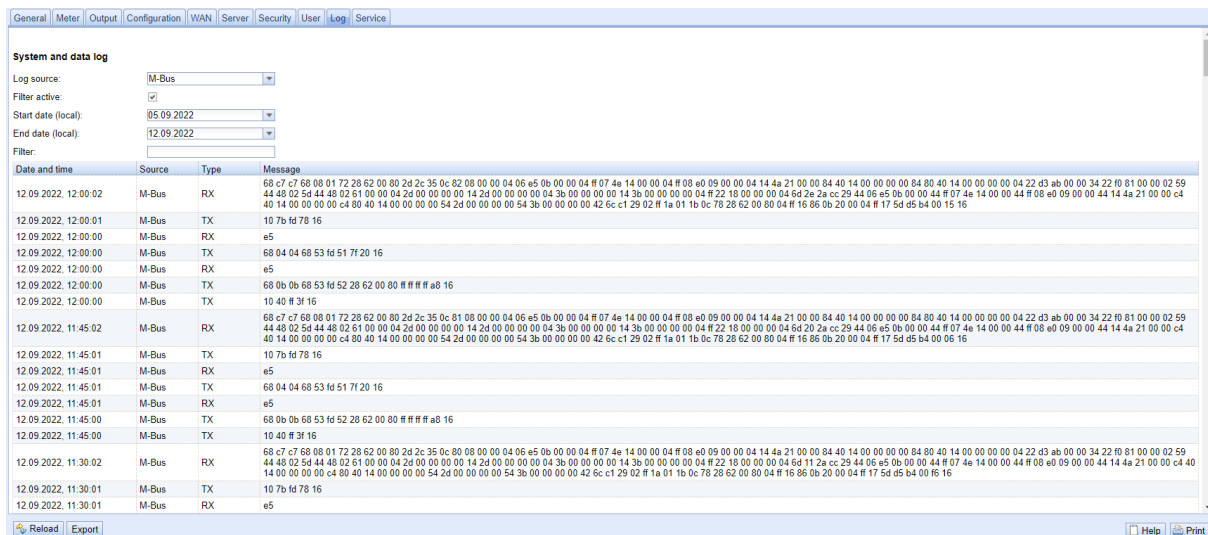 General Meter Output Configuration WAN Server Security User Log Service
System and data log
Log source: M-Bus
Filter active:
Start date (local): 05.09.2022
End date (local): 12.09.2022
Filter:
Date and time Source Type Message
68 c7 c7 68 08 01 72 28 62 00 80 2d 2c 35 0c 82 08 00 00 04 06 e5 0b 00 00 04 ff 07 4e 14 00 00 04 ff 08 e0 09 00 00 04 14 4a 21 00 00 84 40 14 00 00 00 00 84 80 40 14 00 00 00 00 04 22 d3 ab 00 00 34 22 f0 81 00 00 02 59
12.09.2022, 12:00:02 M-Bus RX 44 48 02 5d 44 48 02 61 00 00 04 2d 00 00 00 00 14 2d 00 00 00 00 04 3b 00 00 00 00 14 3b 00 00 00 00 04 ff 22 18 00 00 00 04 6d 2e 2a cc 29 44 06 e5 0b 00 00 44 ff 07 4e 14 00 00 44 ff 08 e0 09 00 00 44 14 4a 21 00 00 c4
40 14 00 00 00 00 c4 80 40 14 00 00 00 00 54 2d 00 00 00 00 54 3b 00 00 00 00 42 6c c1 29 02 ff 1a 01 1b 0c 78 28 62 00 80 04 ff 16 86 0b 20 00 04 ff 17 5d d5 b4 00 15 16
12.09.2022, 12:00:01 M-Bus TX 10 7b fd 78 16
12.09.2022, 12:00:00 M-Bus RX e5
12.09.2022, 12:00:00 M-Bus TX 68 04 04 68 53 fd 51 7f 20 16
12.09.2022, 12:00:00 M-Bus RX e5
12.09.2022, 12:00:00 M-Bus TX 68 0b 0b 68 53 fd 52 28 62 00 80 ff ff ff ff a8 16
12.09.2022, 12:00:00 M-Bus TX 10 40 ff 3f 16
68 c7 c7 68 08 01 72 28 62 00 80 2d 2c 35 0c 81 08 00 00 04 06 e5 0b 00 00 04 ff 07 4e 14 00 00 04 ff 08 e0 09 00 00 04 14 4a 21 00 00 84 40 14 00 00 00 00 84 80 40 14 00 00 00 00 04 22 d3 ab 00 00 34 22 f0 81 00 00 02 59
12.09.2022, 11:45:02 M-Bus RX 44 48 02 5d 44 48 02 61 00 00 04 2d 00 00 00 00 14 2d 00 00 00 00 04 3b 00 00 00 00 14 3b 00 00 00 00 04 ff 22 18 00 00 00 04 6d 20 2a cc 29 44 06 e5 0b 00 00 44 ff 07 4e 14 00 00 44 ff 08 e0 09 00 00 44 14 4a 21 00 00 c4
40 14 00 00 00 00 c4 80 40 14 00 00 00 00 54 2d 00 00 00 00 54 3b 00 00 00 00 42 6c c1 29 02 ff 1a 01 1b 0c 78 28 62 00 80 04 ff 16 86 0b 20 00 04 ff 17 5d d5 b4 00 06 16
12.09.2022, 11:45:01 M-Bus TX 10 7b fd 78 16
12.09.2022, 11:45:01 M-Bus RX e5
12.09.2022, 11:45:01 M-Bus TX 68 04 04 68 53 fd 51 7f 20 16
12.09.2022, 11:45:01 M-Bus RX e5
12.09.2022, 11:45:00 M-Bus TX 68 0b 0b 68 53 fd 52 28 62 00 80 ff ff ff ff a8 16
12.09.2022, 11:45:00 M-Bus TX 10 40 ff 3f 16
68 c7 c7 68 08 01 72 28 62 00 80 2d 2c 35 0c 80 08 00 00 04 06 e5 0b 00 00 04 ff 07 4e 14 00 00 04 ff 08 e0 09 00 00 04 14 4a 21 00 00 84 40 14 00 00 00 00 84 80 40 14 00 00 00 00 04 22 d3 ab 00 00 34 22 f0 81 00 00 02 59
12.09.2022, 11:30:02 M-Bus RX 44 48 02 5d 44 48 02 61 00 00 04 2d 00 00 00 00 14 2d 00 00 00 00 04 3b 00 00 00 00 14 3b 00 00 00 00 04 ff 22 18 00 00 00 04 6d 11 2a cc 29 44 06 e5 0b 00 00 44 ff 07 4e 14 00 00 44 ff 08 e0 09 00 00 44 14 4a 21 00 00 c4 40
14 00 00 00 00 c4 80 40 14 00 00 00 00 54 2d 00 00 00 00 54 3b 00 00 00 00 42 6c c1 29 02 ff 1a 01 1b 0c 78 28 62 00 80 04 ff 16 86 0b 20 00 04 ff 17 5d d5 b4 00 f6 16
12.09.2022, 11:30:01 M-Bus TX 10 7b fd 78 16
12.09.2022, 11:30:01 M-Bus RX e5
Reload Export Help Print